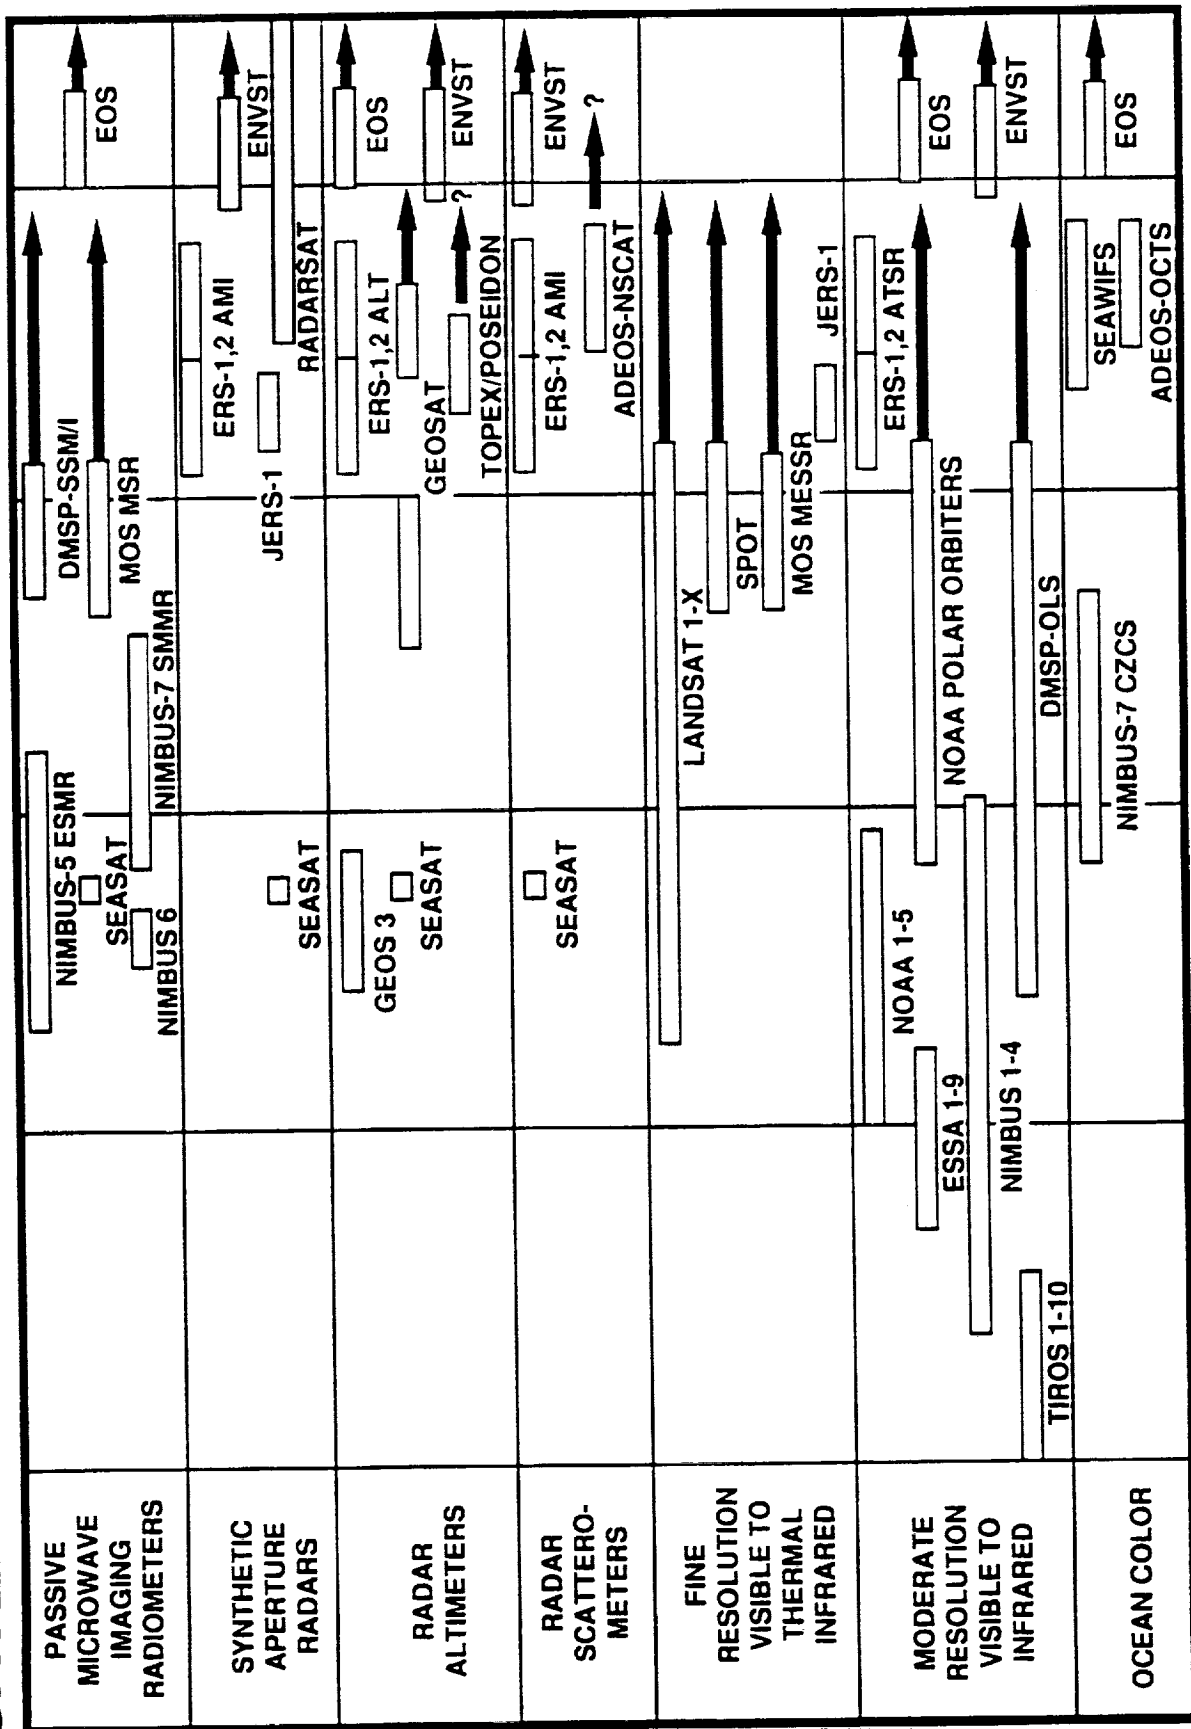 PASSIVE
MICROWAVE
IMAGING
RADIOMETERS
NIMBUS-5 ESMR
SEASAT
NIMBUS 6
NIMBUS-7 SMMR
DMSP-SSM/I
MOS MSR
EOS
SYNTHETIC
APERTURE
RADARS
SEASAT
JERS-1
ERS-1,2 AMI
RADARSAT
ENVST
RADAR
ALTIMETERS
GEOS 3
SEASAT
GEOSAT
ERS-1,2 ALT
TOPEX/POSEIDON
?
EOS
ENVST
RADAR
SCATTERO-
METERS
SEASAT
ERS-1,2 AMI
ADEOS-NSCAT
?
ENVST
FINE
RESOLUTION
VISIBLE TO
THERMAL
INFRARED
LANDSAT 1-X
SPOT
MOS MESSR
JERS-1
MODERATE
RESOLUTION
VISIBLE TO
INFRARED
TIROS 1-10
ESSA 1-9
NIMBUS 1-4
NOAA 1-5
NOAA POLAR ORBITERS
DMSP-OLS
ERS-1,2 ATSR
EOS
ENVST
OCEAN COLOR
NIMBUS-7 CZCS
SEAWIFS
ADEOS-OCTS
EOS